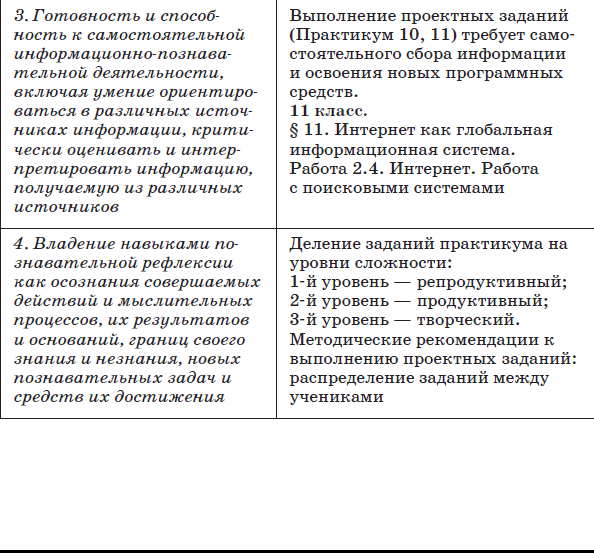 3. Готовность и способ-
ность к самостоятельной
информационно-познава-
тельной деятельности,
включая умение ориентиро-
ваться в различных источ-
никах информации, крити-
чески оценивать и интер-
претировать информацию,
получаемую из различных
источников
Выполнение проектных заданий
(Практикум 10, 11) требует само-
стоятельного сбора информации
и освоения новых программных
средств.
11 класс.
§ 11. Интернет как глобальная
информационная система.
Работа 2.4. Интернет. Работа
с поисковыми системами
4. Владение навыками по-
знавательной рефлексии
как осознания совершаемых
действий и мыслительных
процессов, их результатов
и оснований, границ своего
знания и незнания, новых
познавательных задач и
средств их достижения
Деление заданий практикума на
уровни сложности:
1-й уровень — репродуктивный;
2-й уровень — продуктивный;
3-й уровень — творческий.
Методические рекомендации к
выполнению проектных заданий:
распределение заданий между
учениками